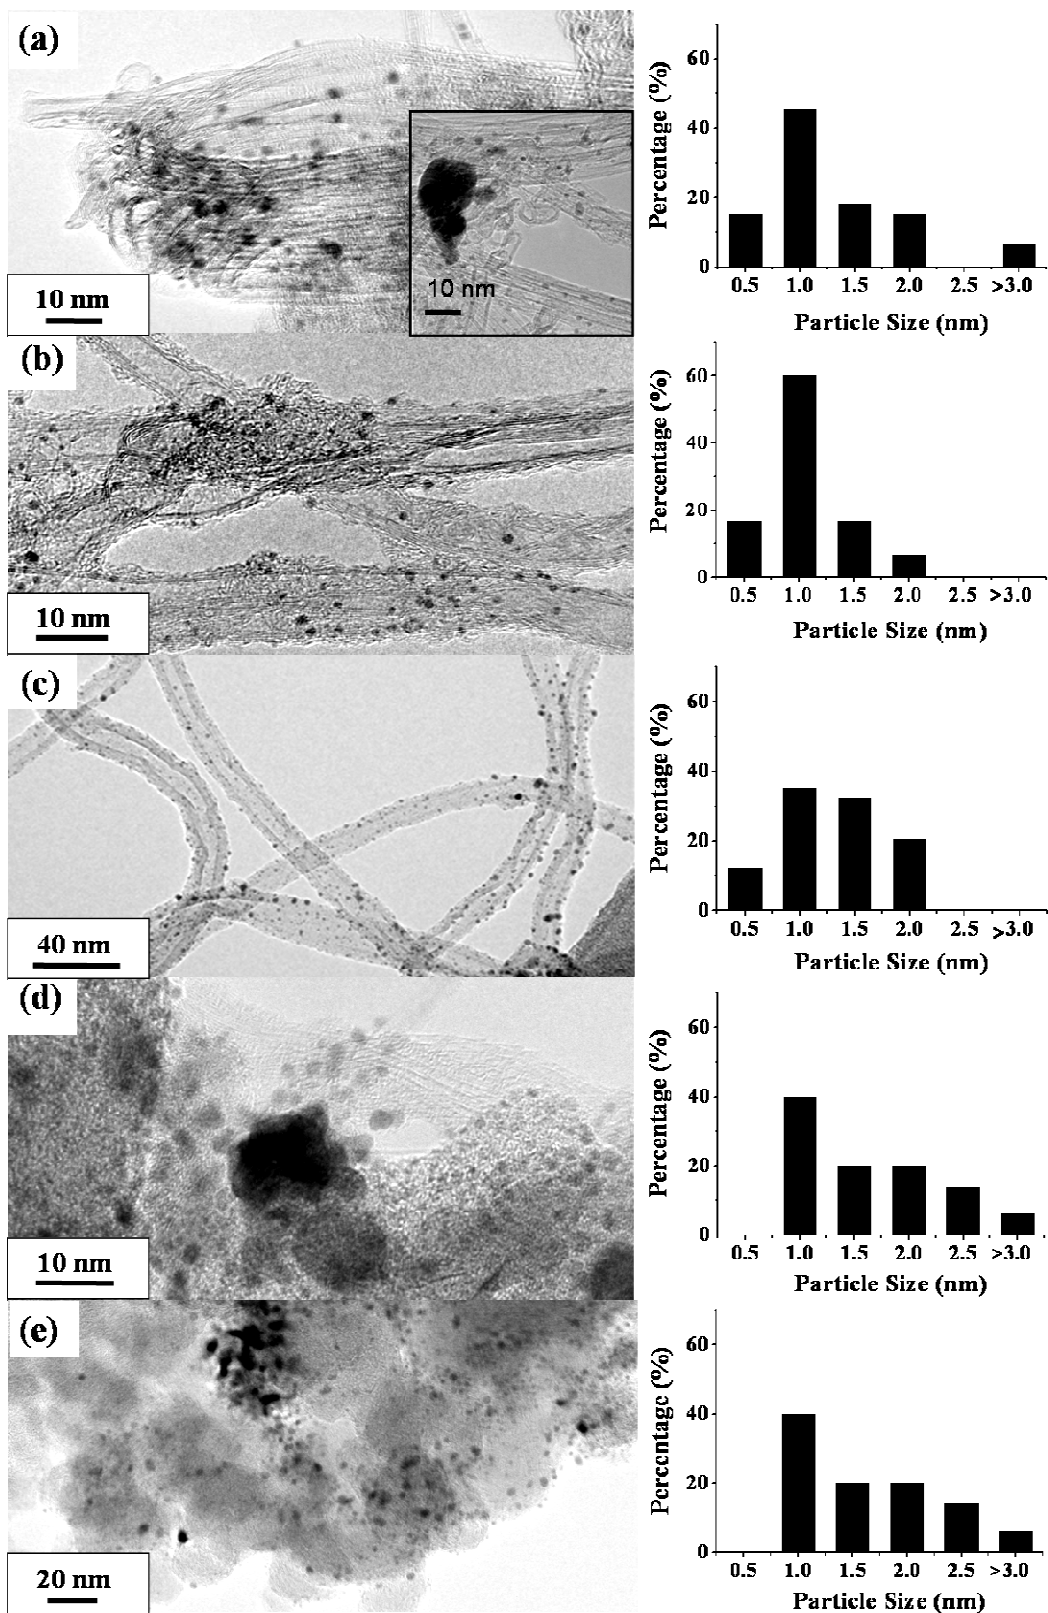 (a)
10 nm
10 nm
Percentage (%)
60
40
20
0
0.5 1.0 1.5 2.0 2.5 >3.0
Particle Size (nm)
(b)
10 nm
Percentage (%)
60
40
20
0
0.5 1.0 1.5 2.0 2.5 >3.0
Particle Size (nm)
(c)
40 nm
Percentage (%)
60
40
20
0
0.5 1.0 1.5 2.0 2.5 >3.0
Particle Size (nm)
(d)
10 nm
Percentage (%)
60
40
20
0
0.5 1.0 1.5 2.0 2.5 >3.0
Particle Size (nm)
(e)
20 nm
Percentage (%)
60
40
20
0
0.5 1.0 1.5 2.0 2.5 >3.0
Particle Size (nm)